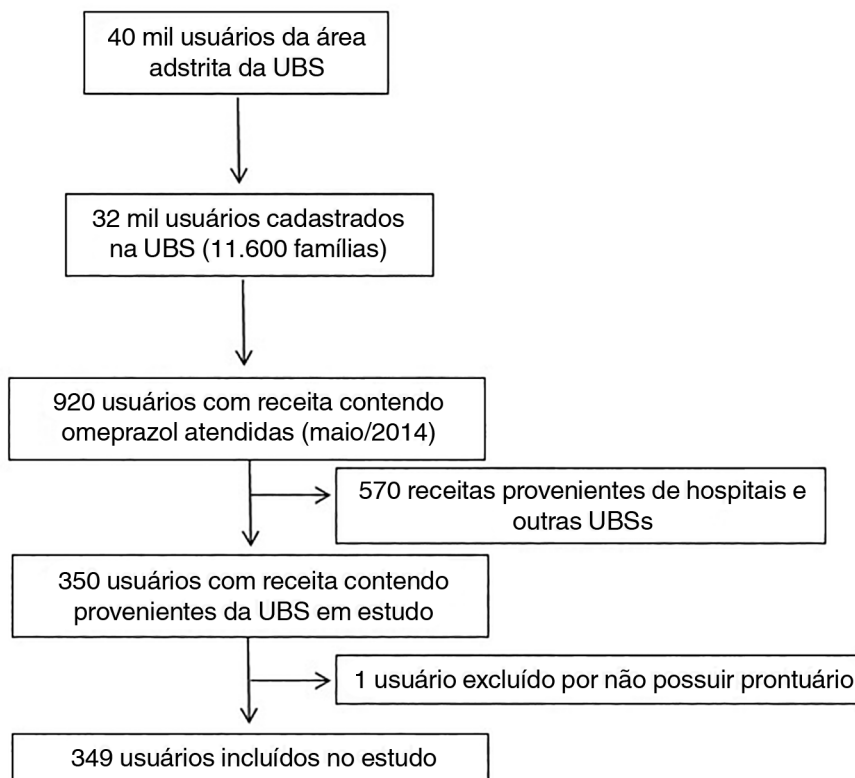 40 mil usuários da área
adstrita da UBS
32 mil usuários cadastrados
na UBS (11.600 famílias)
920 usuários com receita contendo
omeprazol atendidas (maio/2014)
570 receitas provenientes de hospitais e
outras UBSs
350 usuários com receita contendo
provenientes da UBS em estudo
1 usuário excluído por não possuir prontuário
349 usuários incluídos no estudo